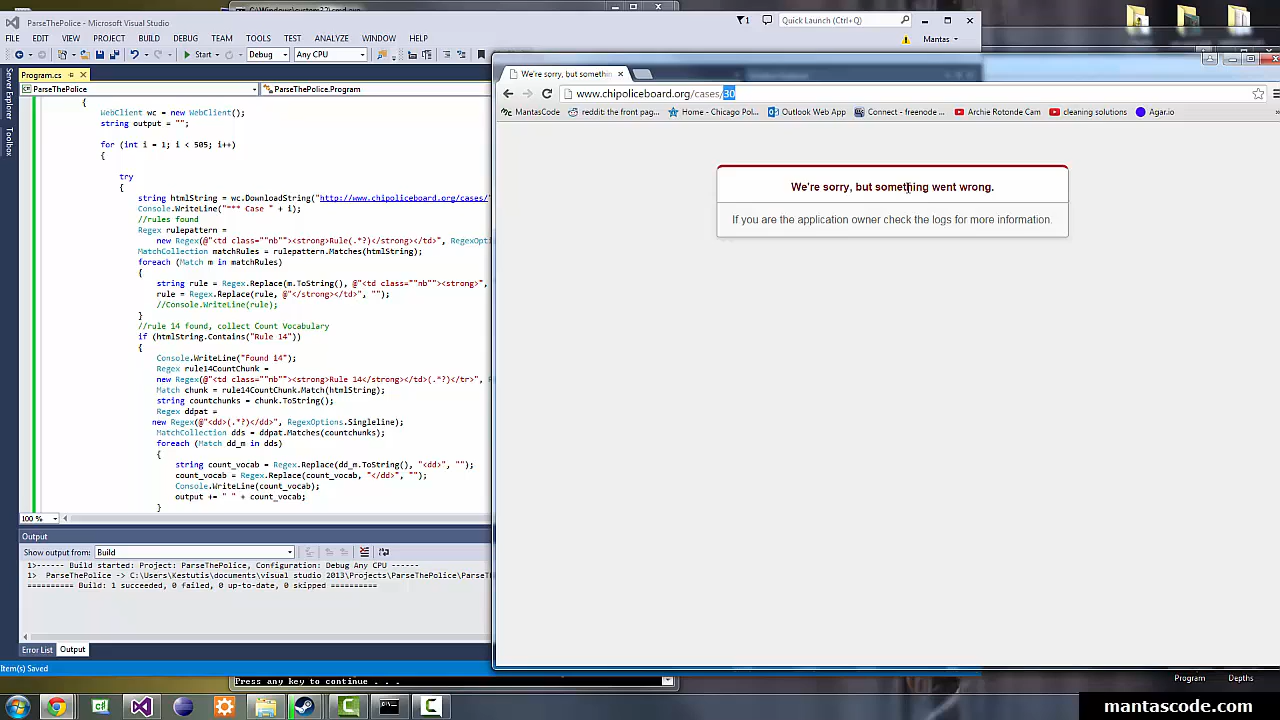 C:\Windows\system32\cmd.exe
ParseThePolice - Microsoft Visual Studio
1
Quick Launch (Ctrl+Q)
FILE EDIT VIEW PROJECT BUILD DEBUG TEAM TOOLS TEST ARCHITECTURE ANALYZE WINDOW HELP
Mantas
Start Debug Any CPU
Server Explorer
Toolbox
Program.cs
ParseThePolice ParseThePolice.Program
{
WebClient wc = new WebClient();
string output = "";
for (int i = 1; i < 505; i++)
{
try
{
string htmlString = wc.DownloadString("http://www.chipoliceboard.org/cases/"
Console.WriteLine("*** Case " + i);
//rules found
Regex rulepattern =
new Regex(@"<td class=""nb""><strong>Rule(.*?)</strong></td>", RegexOption
MatchCollection matchRules = rulepattern.Matches(htmlString);
foreach (Match m in matchRules)
{
string rule = Regex.Replace(m.ToString(), @"<td class=""nb""><strong>",
rule = Regex.Replace(rule, @"</strong></td>", "");
//Console.WriteLine(rule);
}
//rule 14 found, collect Count Vocabulary
if (htmlString.Contains("Rule 14"))
{
Console.WriteLine("Found 14");
Regex rule14CountChunk =
new Regex(@"<td class=""nb""><strong>Rule 14</strong></td>(.*?)</tr>",
Match chunk = rule14CountChunk.Match(htmlString);
string countchunks = chunk.ToString();
Regex ddpat =
new Regex(@"<dd>(.*?)</dd>", RegexOptions.Singleline);
MatchCollection dds = ddpat.Matches(countchunks);
foreach (Match dd_m in dds)
{
string count_vocab = Regex.Replace(dd_m.ToString(), "<dd>", "");
count_vocab = Regex.Replace(count_vocab, "</dd>", "");
Console.WriteLine(count_vocab);
output += " " + count_vocab;
}
100 %
Output
Show output from: Build
1>------ Build started: Project: ParseThePolice, Configuration: Debug Any CPU ------
1> ParseThePolice -> C:\Users\Kestutis\documents\visual studio 2013\Projects\ParseThePolice\ParseT
========== Build: 1 succeeded, 0 failed, 0 up-to-date, 0 skipped ==========
Error List Output
Item(s) Saved
Press any key to continue . . .
We're sorry, but somethin
www.chipoliceboard.org/cases/30
MantasCode reddit the front pag... Home - Chicago Pol... Outlook Web App Connect - freenode ... Archie Rotonde Cam cleaning solutions Agar.io
We're sorry, but something went wrong.
If you are the application owner check the logs for more information.
Program Depths
mantascode.com